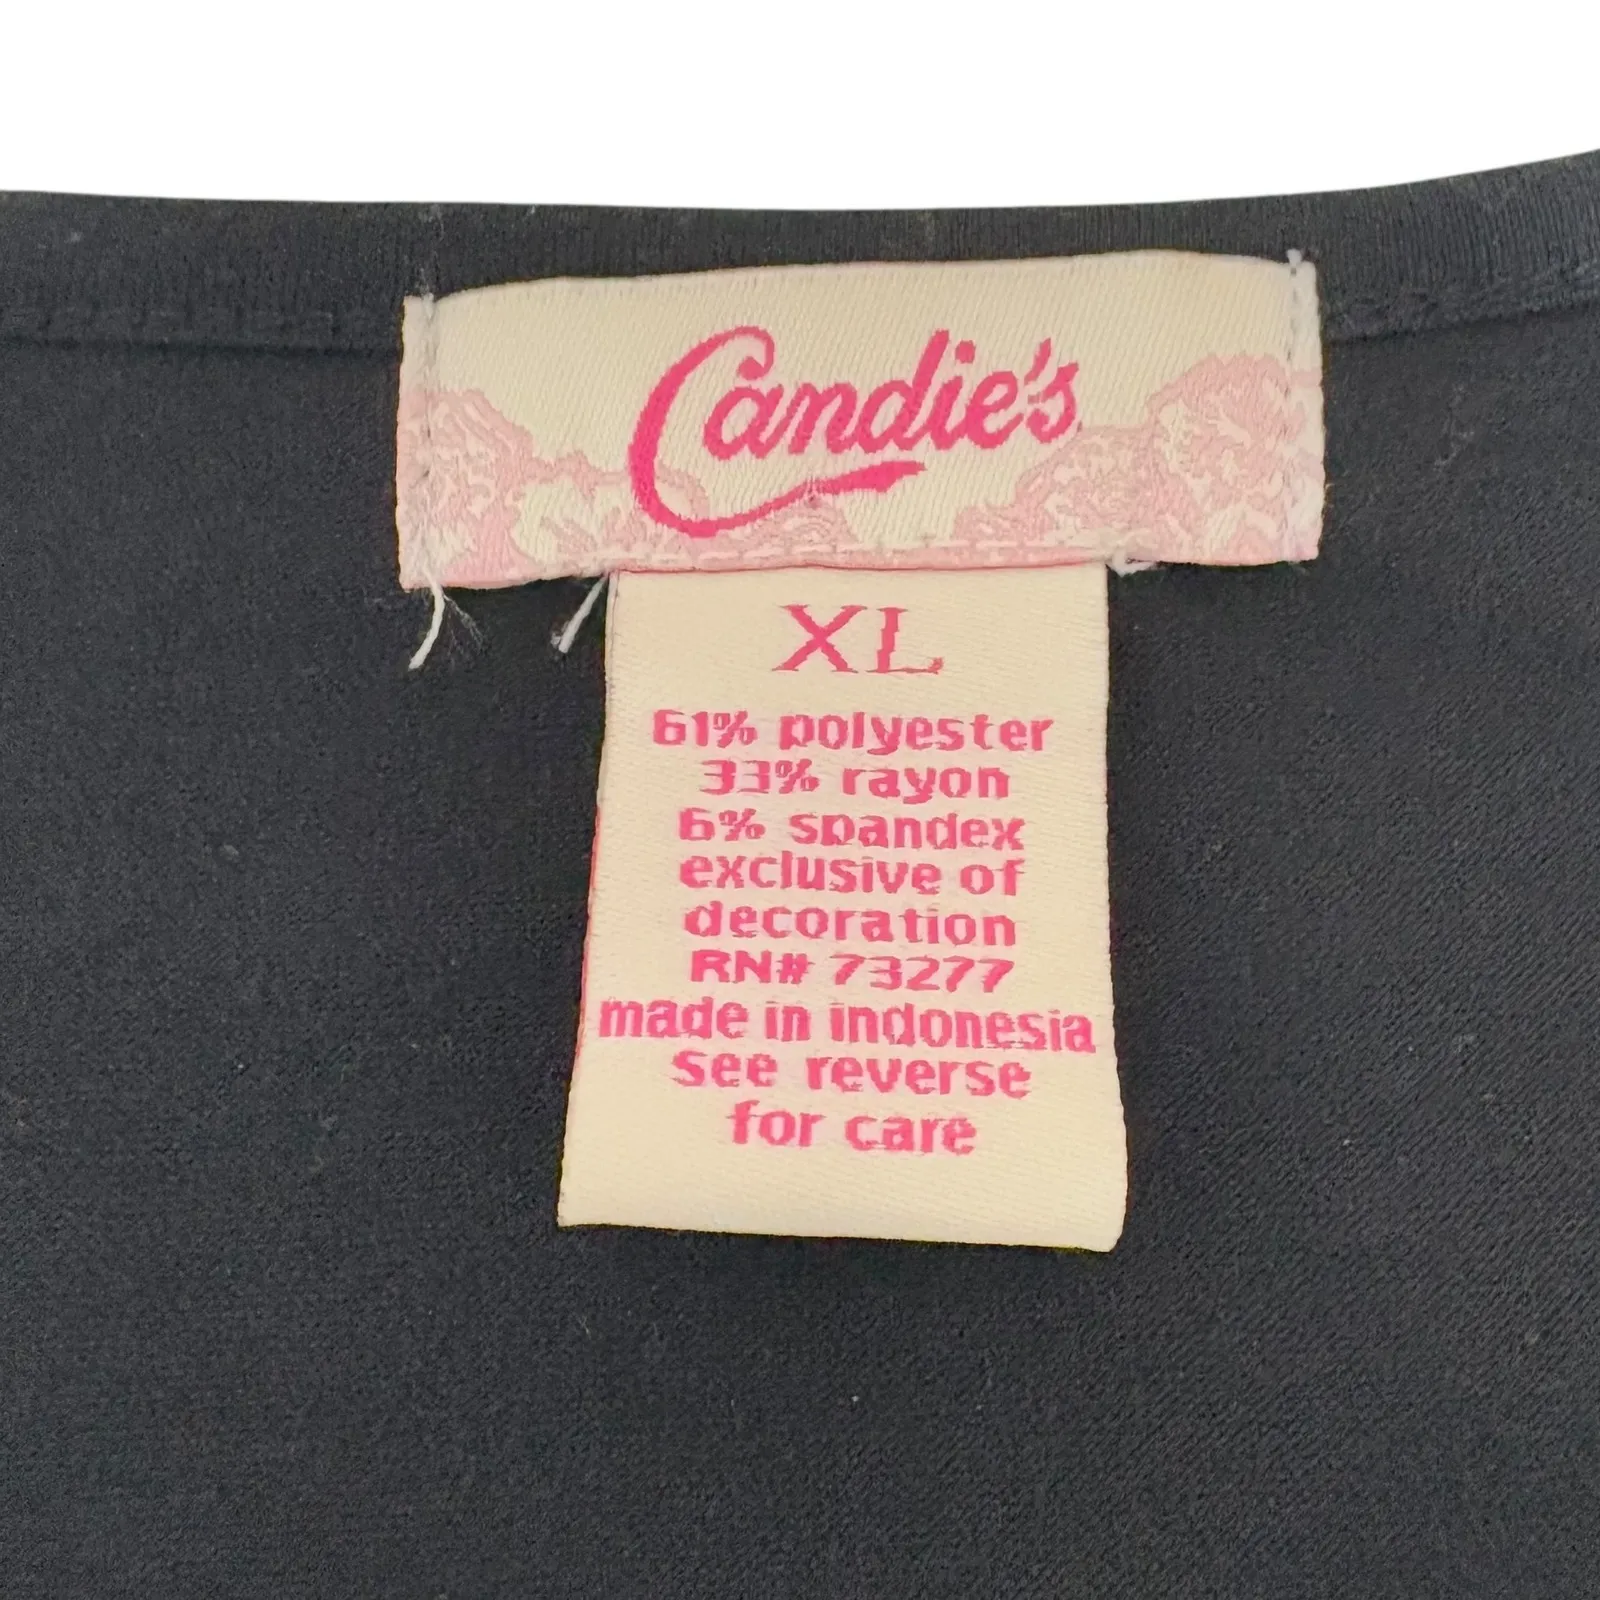 Candie's
XL
61% polyester
33% rayon
6% spandex
exclusive of
decoration
RN# 73277
made in indonesia
see reverse
for care